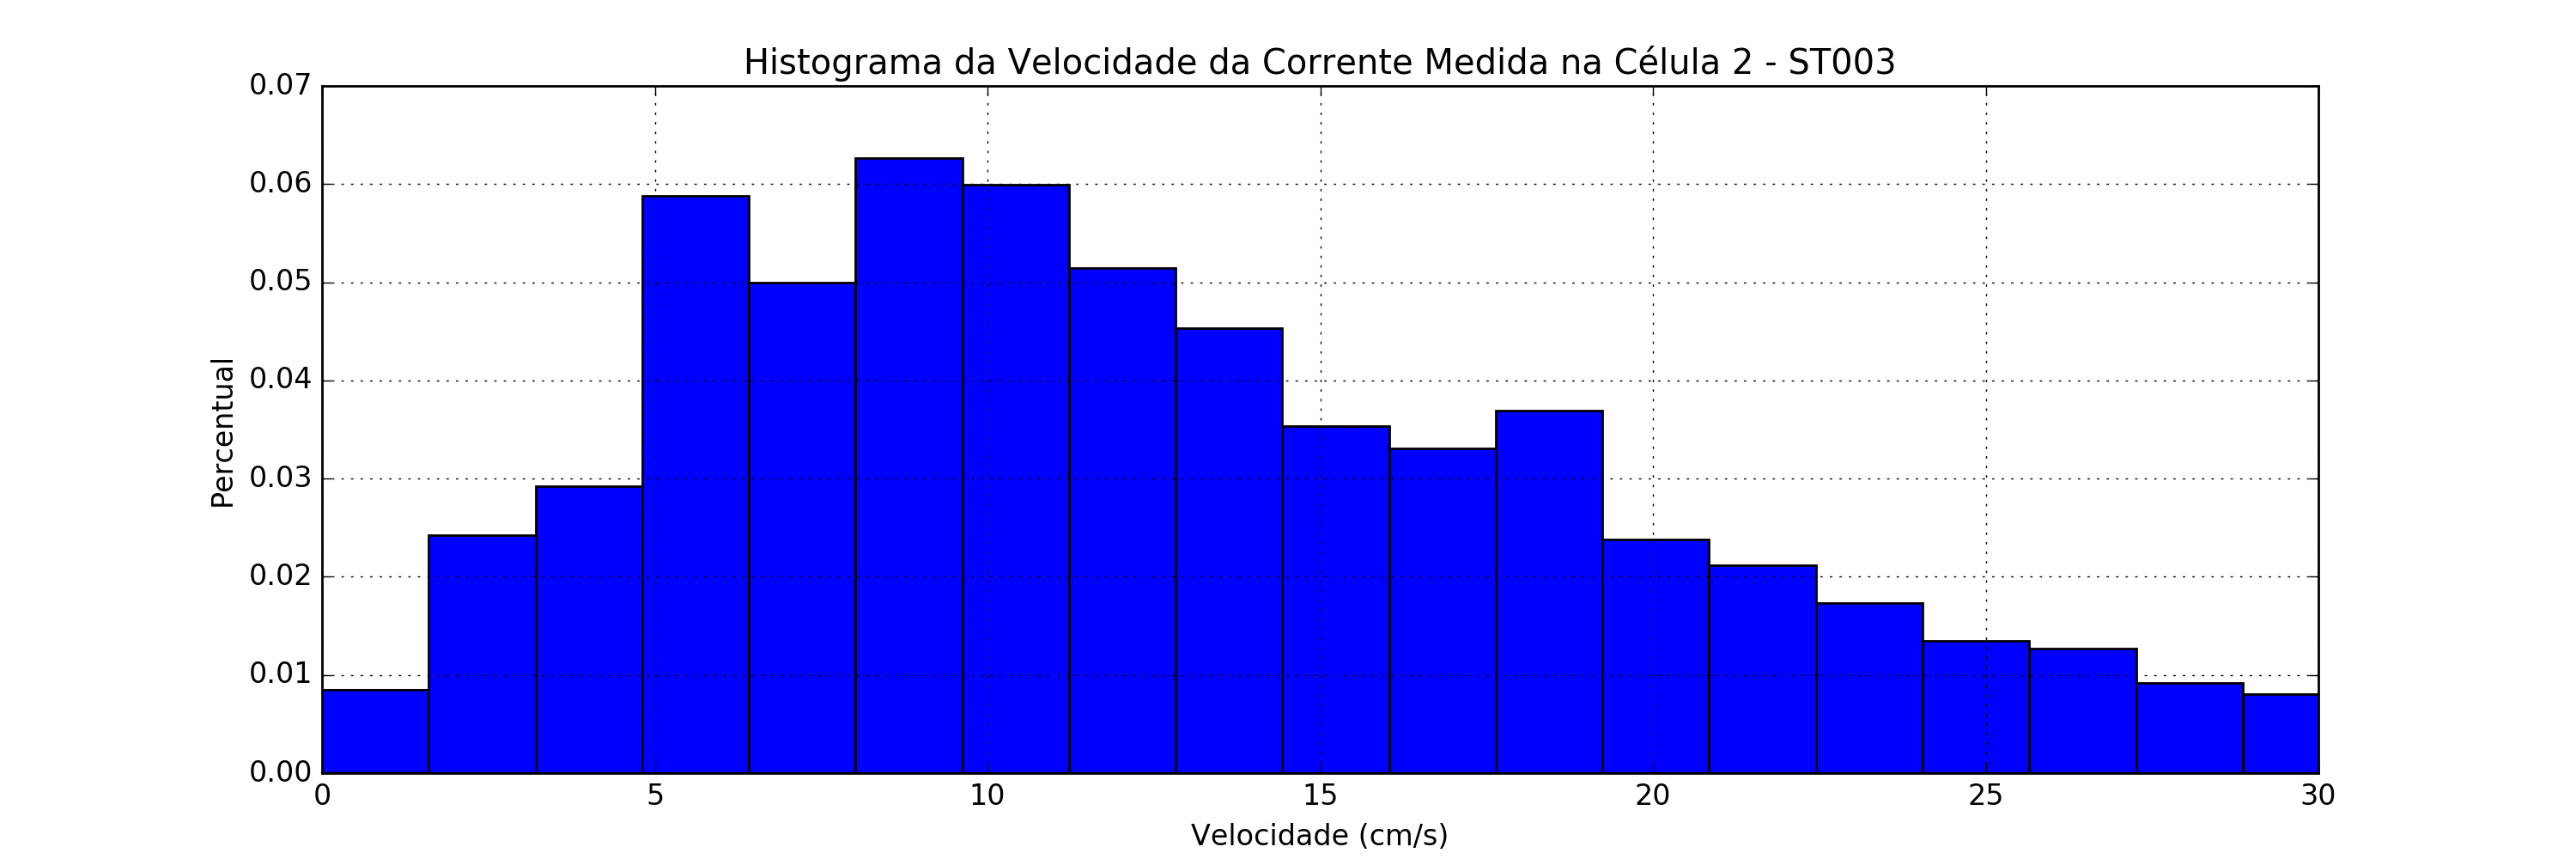 Histograma da Velocidade da Corrente Medida na Célula 2 - ST003
0.07
0.06
0.05
0.04
0.03
0.02
0.01
0.00
Percentual
0 5 10 15 20 25 30
Velocidade (cm/s)